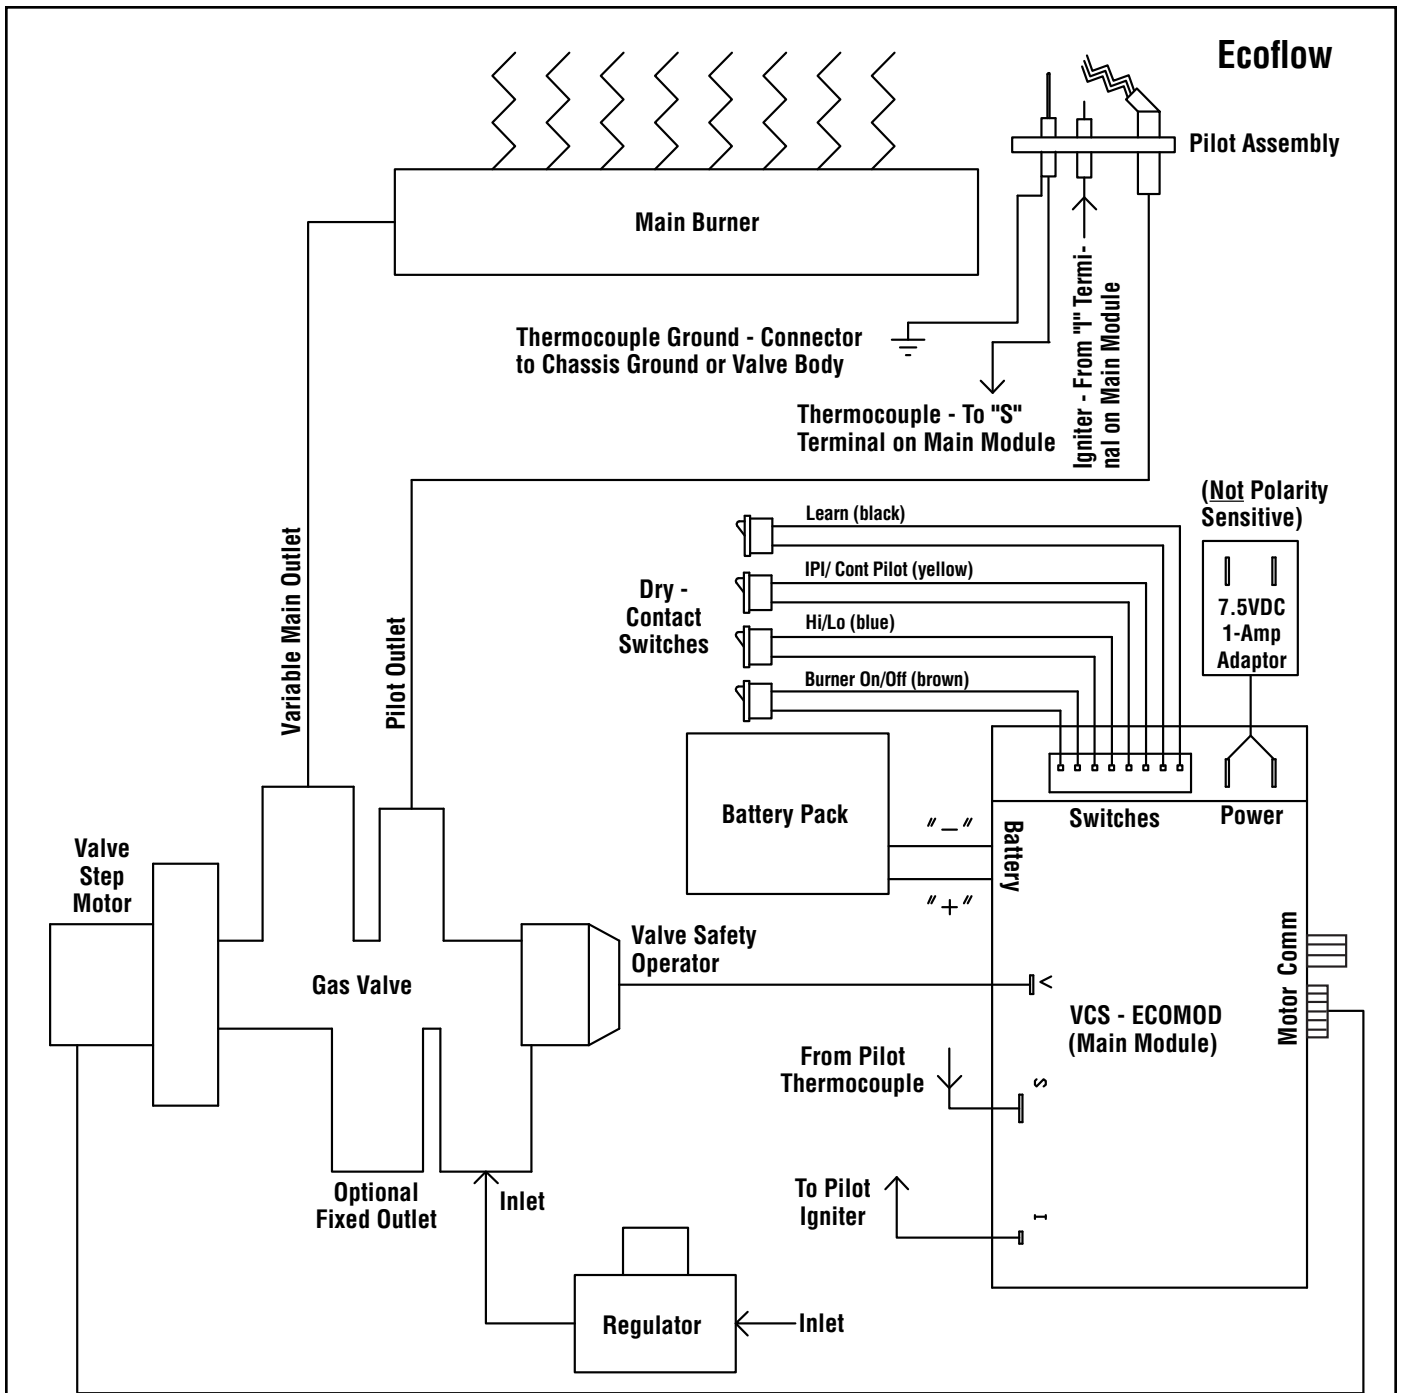 Ecoflow
Pilot Assembly
Main Burner
Thermocouple Ground - Connector
to Chassis Ground or Valve Body
Thermocouple - To "S"
Terminal on Main Module
Igniter - From "I" Termi -
nal on Main Module
(Not Polarity
Sensitive)
7.5VDC
1-Amp
Adaptor
Learn (black)
IPI/ Cont Pilot (yellow)
Hi/Lo (blue)
Burner On/Off (brown)
Dry -
Contact
Switches
Variable Main Outlet
Pilot Outlet
Battery Pack
"–"
"+"
Battery
Switches
Power
Valve
Step
Motor
Gas Valve
Valve Safety
Operator
V
VCS - ECOMOD
(Main Module)
Motor Comm
From Pilot
Thermocouple
S
To Pilot
Igniter
I
Optional
Fixed Outlet
Inlet
Regulator
Inlet